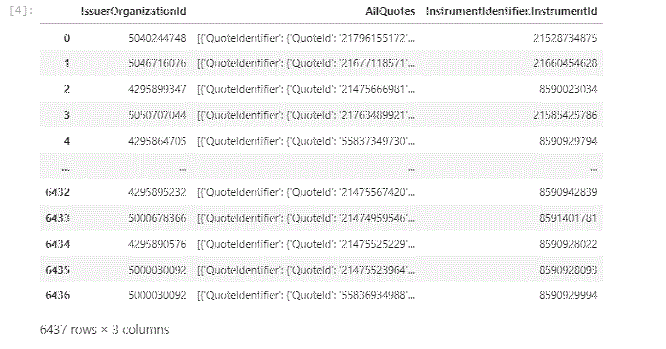 [4]:
IssuerOrganizationId AllQuotes InstrumentIdentifier.InstrumentId
0 5040244748 [{'QuoteIdentifier': {'QuoteId': '21796155172'... 21528734875
1 5046716076 [{'QuoteIdentifier': {'QuoteId': '21677118571'... 21660454628
2 4295899347 [{'QuoteIdentifier': {'QuoteId': '21475666981'... 8590023034
3 5050707044 [{'QuoteIdentifier': {'QuoteId': '21763489921'... 21585425786
4 4295864705 [{'QuoteIdentifier': {'QuoteId': '55837349730'... 8590929794
... ... ... ...
6432 4295895232 [{'QuoteIdentifier': {'QuoteId': '21475567420'... 8590942839
6433 5000678366 [{'QuoteIdentifier': {'QuoteId': '21474959546'... 8591401781
6434 4295890576 [{'QuoteIdentifier': {'QuoteId': '21475525229'... 8590928022
6435 5000030092 [{'QuoteIdentifier': {'QuoteId': '21475523964'... 8590928093
6436 5000030092 [{'QuoteIdentifier': {'QuoteId': '55836934988'... 8590929994
6437 rows × 3 columns